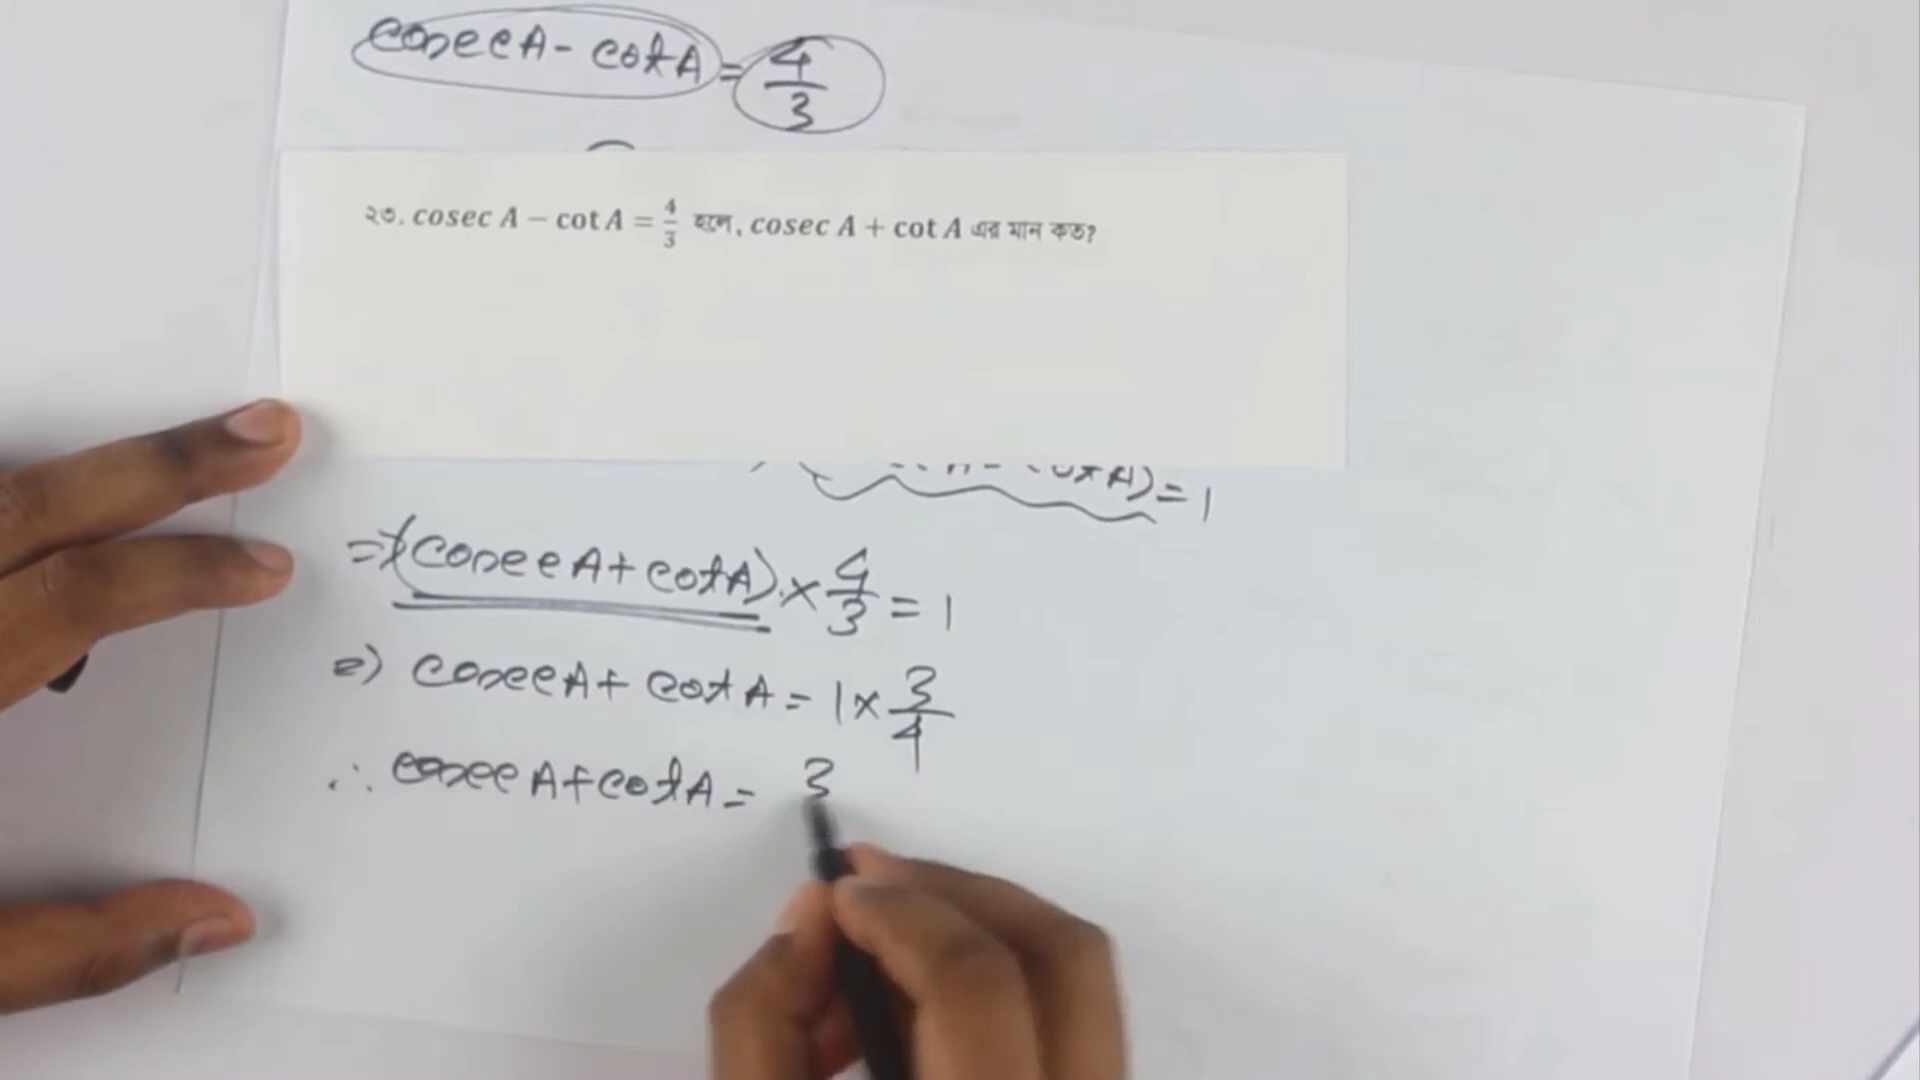 cosecA - cotA = 4/3
২৩. cosec A − cot A = 4/3 হলে, cosec A + cot A এর মান কত?
A - cotA) = 1
=> (cosecA + cotA) . × 4/3 = 1
=> cosecA + cotA = 1 × 3/4
∴ cosecA + cotA = 3